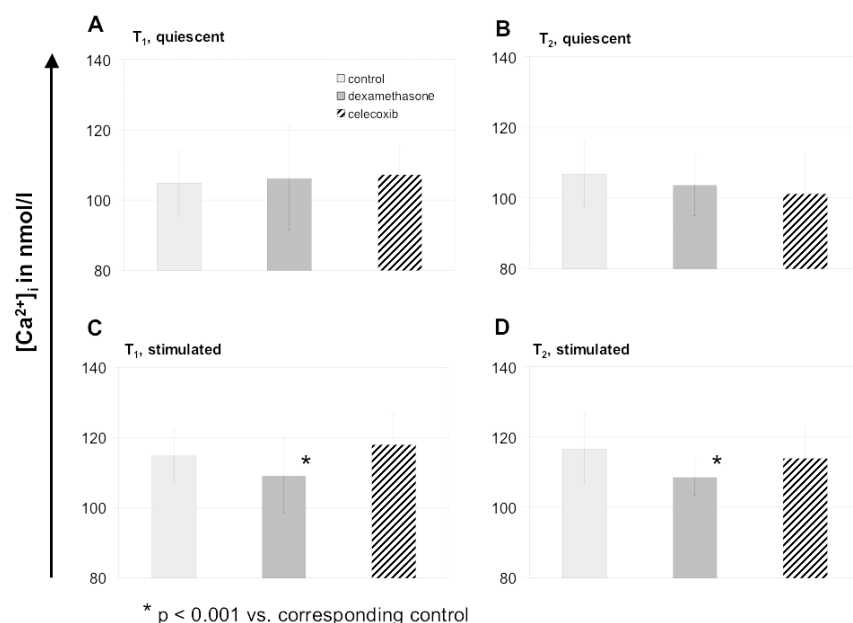 A
T1, quiescent
140
120
100
80
control
dexamethasone
celecoxib
B
T2, quiescent
140
120
100
80
[Ca2+]i in nmol/l
C
T1, stimulated
140
120
100
80
*
D
T2, stimulated
140
120
100
80
*
* p < 0.001 vs. corresponding control